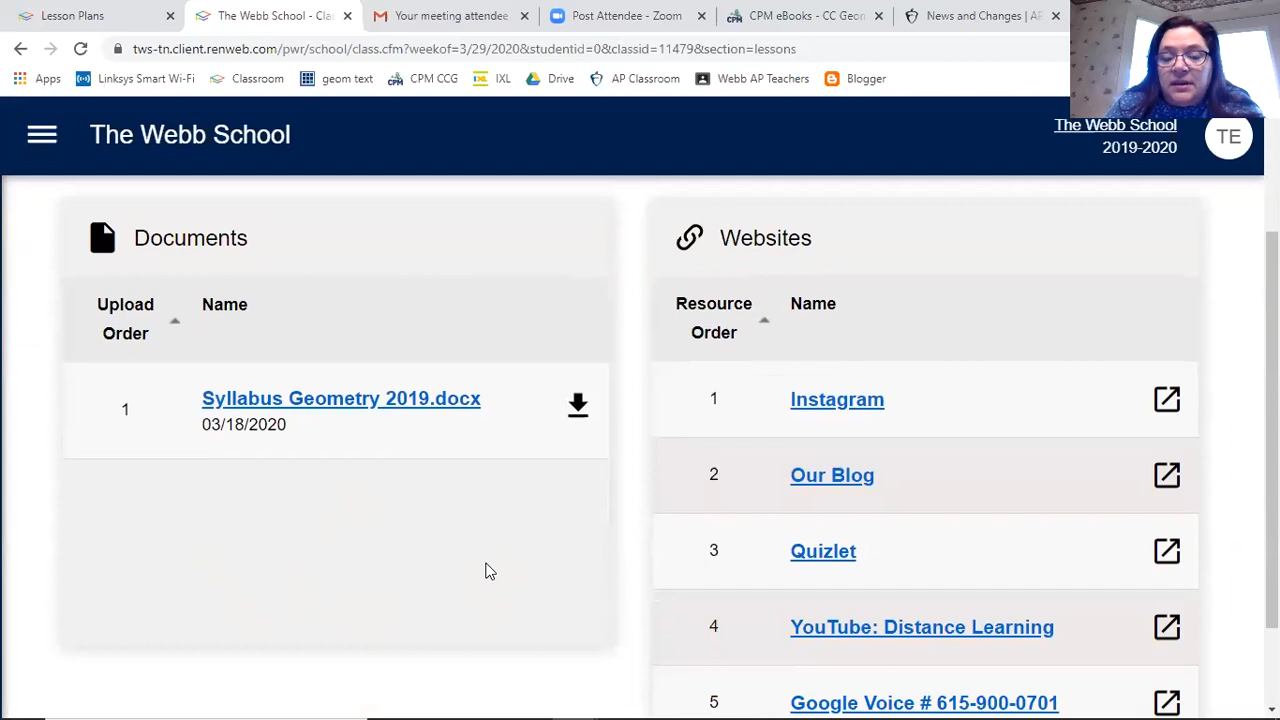 Lesson Plans
The Webb School - Cla
Your meeting attendee
Post Attendee - Zoom
CPM eBooks - CC Geon
News and Changes | AP
tws-tn.client.renweb.com/pwr/school/class.cfm?weekof=3/29/2020&studentid=0&classid=11479&section=lessons
Apps
Linksys Smart Wi-Fi
Classroom
geom text
CPM CCG
IXL
Drive
AP Classroom
Webb AP Teachers
Blogger
The Webb School
The Webb School
2019-2020
TE
Documents
Upload Order
Name
1
Syllabus Geometry 2019.docx
03/18/2020
Websites
Resource Order
Name
1 Instagram
2 Our Blog
3 Quizlet
4 YouTube: Distance Learning
5 Google Voice # 615-900-0701